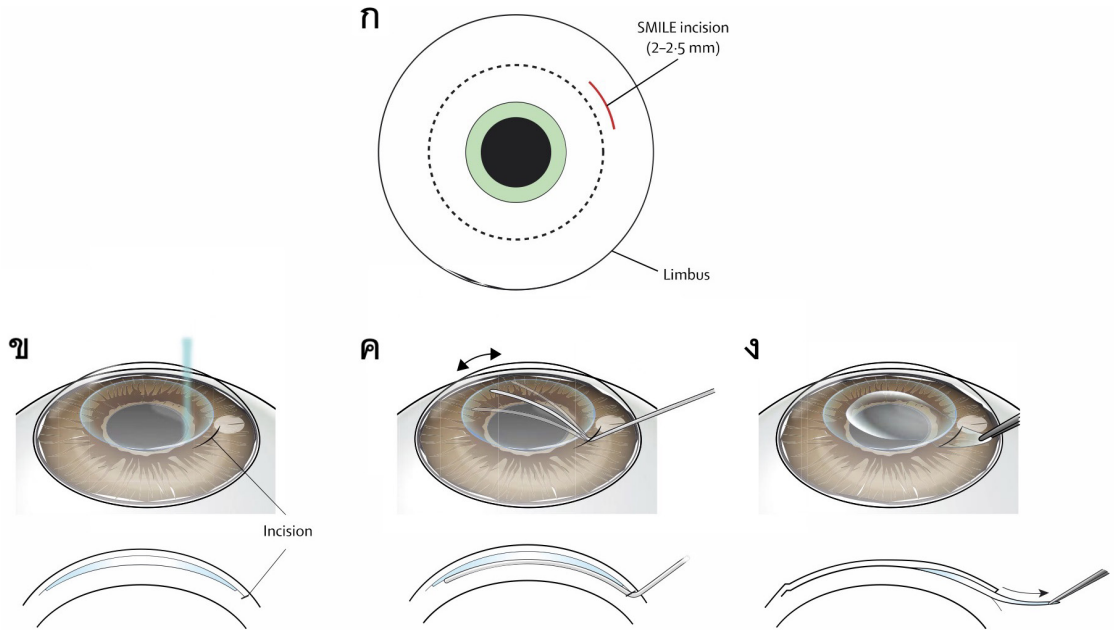 ก
SMILE incision
(2–2·5 mm)
Limbus
ข
ค
ง
Incision